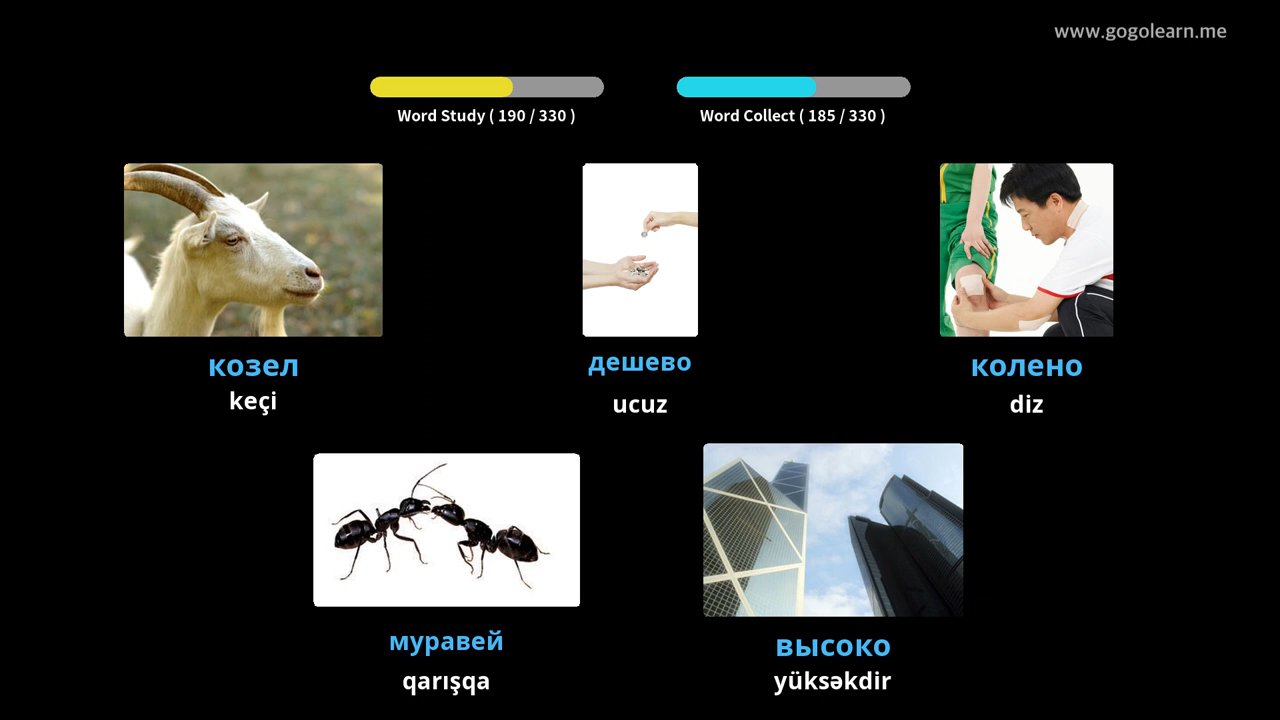 www.gogolearn.me
Word Study ( 190 / 330 )
Word Collect ( 185 / 330 )
козел
keçi
дешево
ucuz
колено
diz
муравей
qarışqa
высоко
yüksəkdir